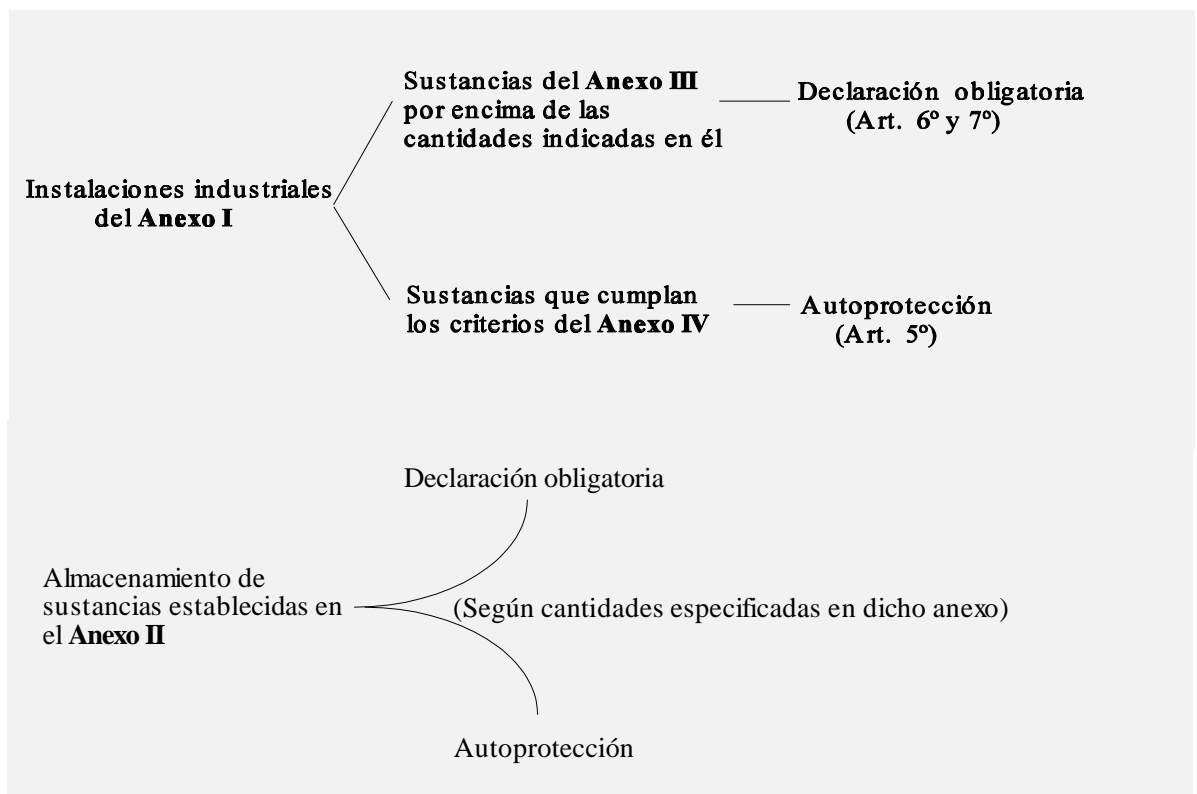 Sustancias del Anexo III
por encima de las
cantidades indicadas en él
Declaración obligatoria
(Art. 6º y 7º)
Instalaciones industriales
del Anexo I
Sustancias que cumplan
los criterios del Anexo IV
Autoprotección
(Art. 5º)
Declaración obligatoria
Almacenamiento de
sustancias establecidas en
el Anexo II
(Según cantidades especificadas en dicho anexo)
Autoprotección